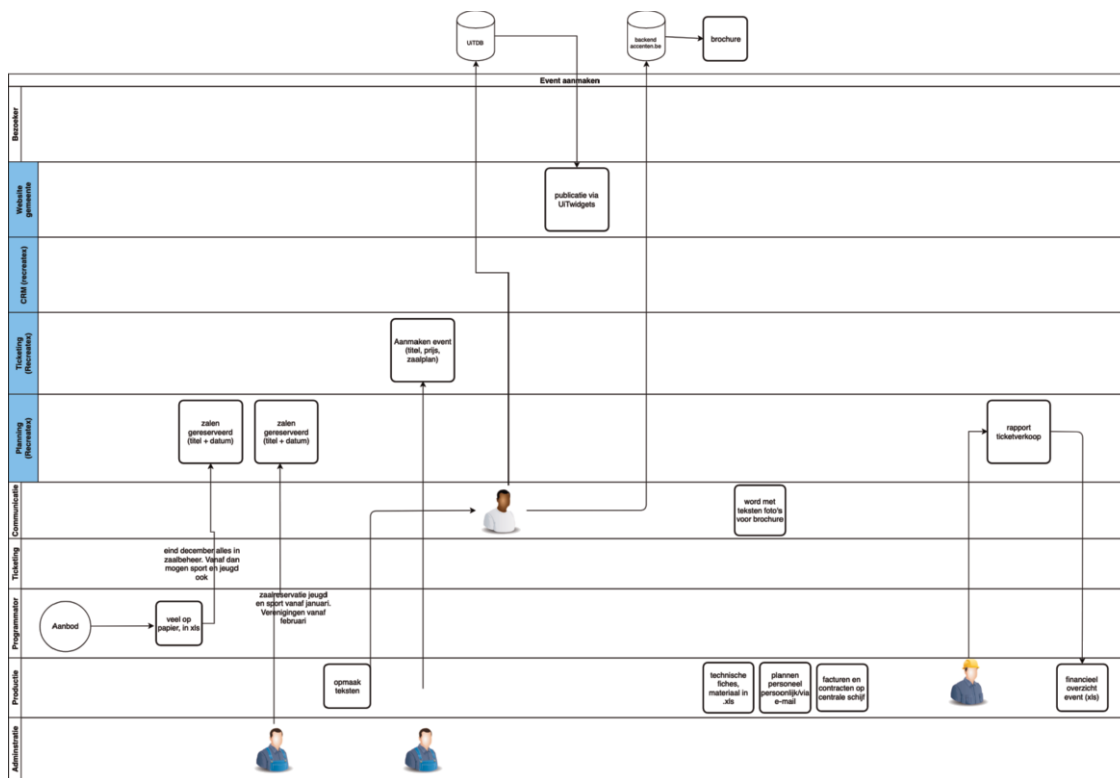 UiTDB
backend
accenten.be
brochure
Event aanmaken
Bezoeker
Website
gemeente
publicatie via
UiTwidgets
CRM (recreatex)
Ticketing
(Recreatex)
Aanmaken event
(titel, prijs,
zaalplan)
Planning
(Recreatex)
zalen
gereserveerd
(titel + datum)
zalen
gereserveerd
(titel + datum)
rapport
ticketverkoop
Communicatie
word met
teksten foto's
voor brochure
Ticketing
eind december alles in
zaalbeheer. Vanaf dan
mogen sport en jeugd
ook
Programmator
Aanbod
veel op
papier, in xls
zaalreservatie jeugd
en sport vanaf januari.
Verenigingen vanaf
februari
Productie
opmaak
teksten
technische
fiches,
materiaal in
.xls
plannen
personeel
persoonlijk/via
e-mail
facturen en
contracten op
centrale schijf
financieel
overzicht
event (xls)
Adminstratie